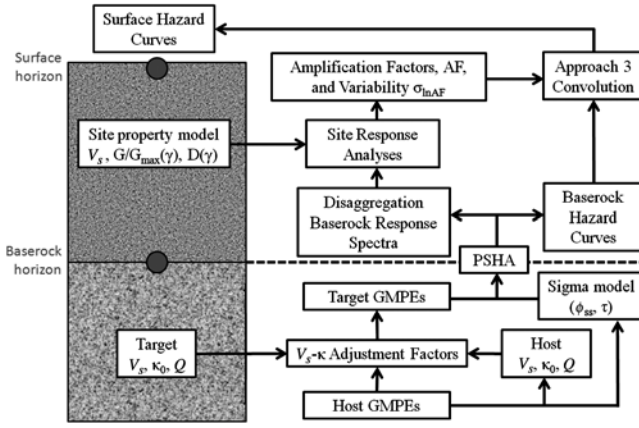 Surface Hazard
Curves
Surface
horizon
Amplification Factors, AF,
and Variability σlnAF
Approach 3
Convolution
Site property model
Vs , G/Gmax(γ), D(γ)
Site Response
Analyses
Disaggregation
Baserock Response
Spectra
Baserock
Hazard
Curves
Baserock
horizon
PSHA
Target GMPEs
Sigma model
(ϕss, τ)
Target
Vs, κ0, Q
Vs-κ Adjustment Factors
Host
Vs, κ0, Q
Host GMPEs